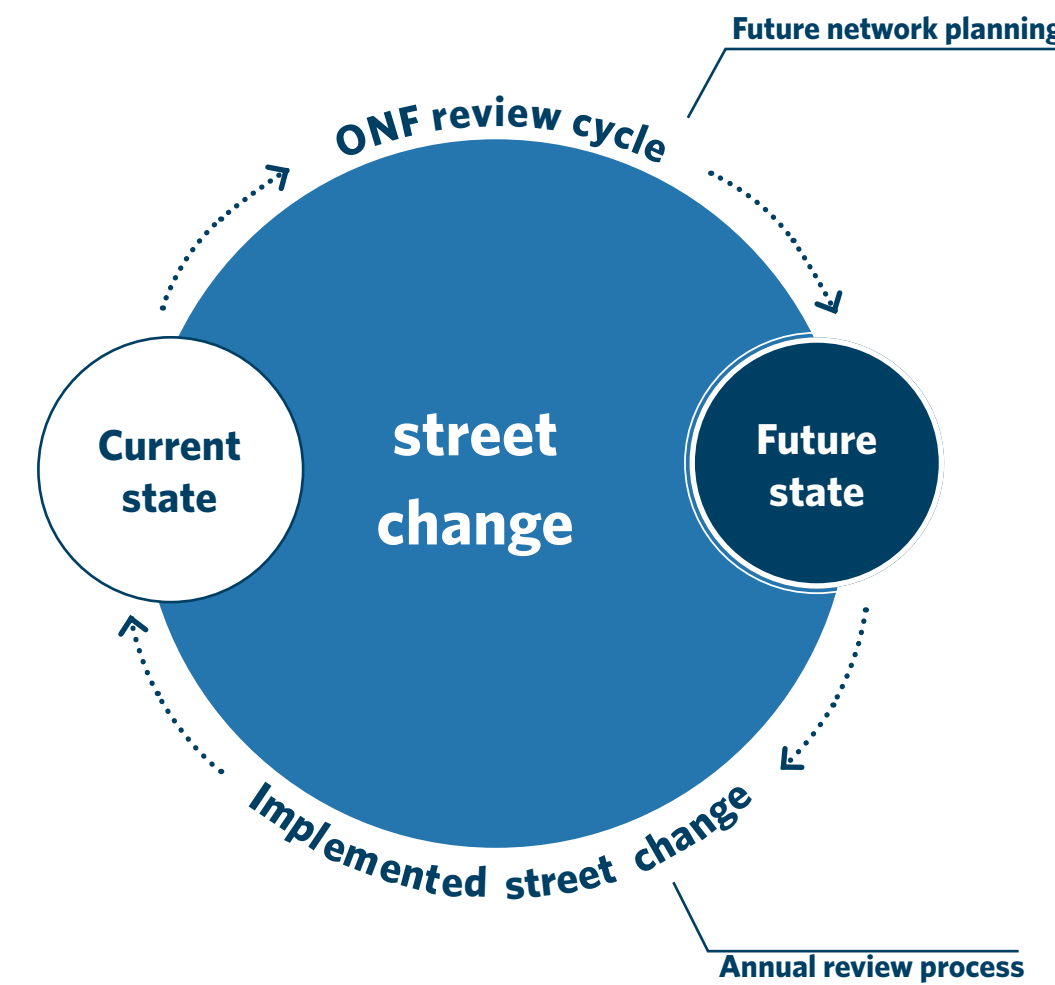 Future network planning
ONF review cycle
Current
state
street
change
Future
state
Implemented street change
Annual review process